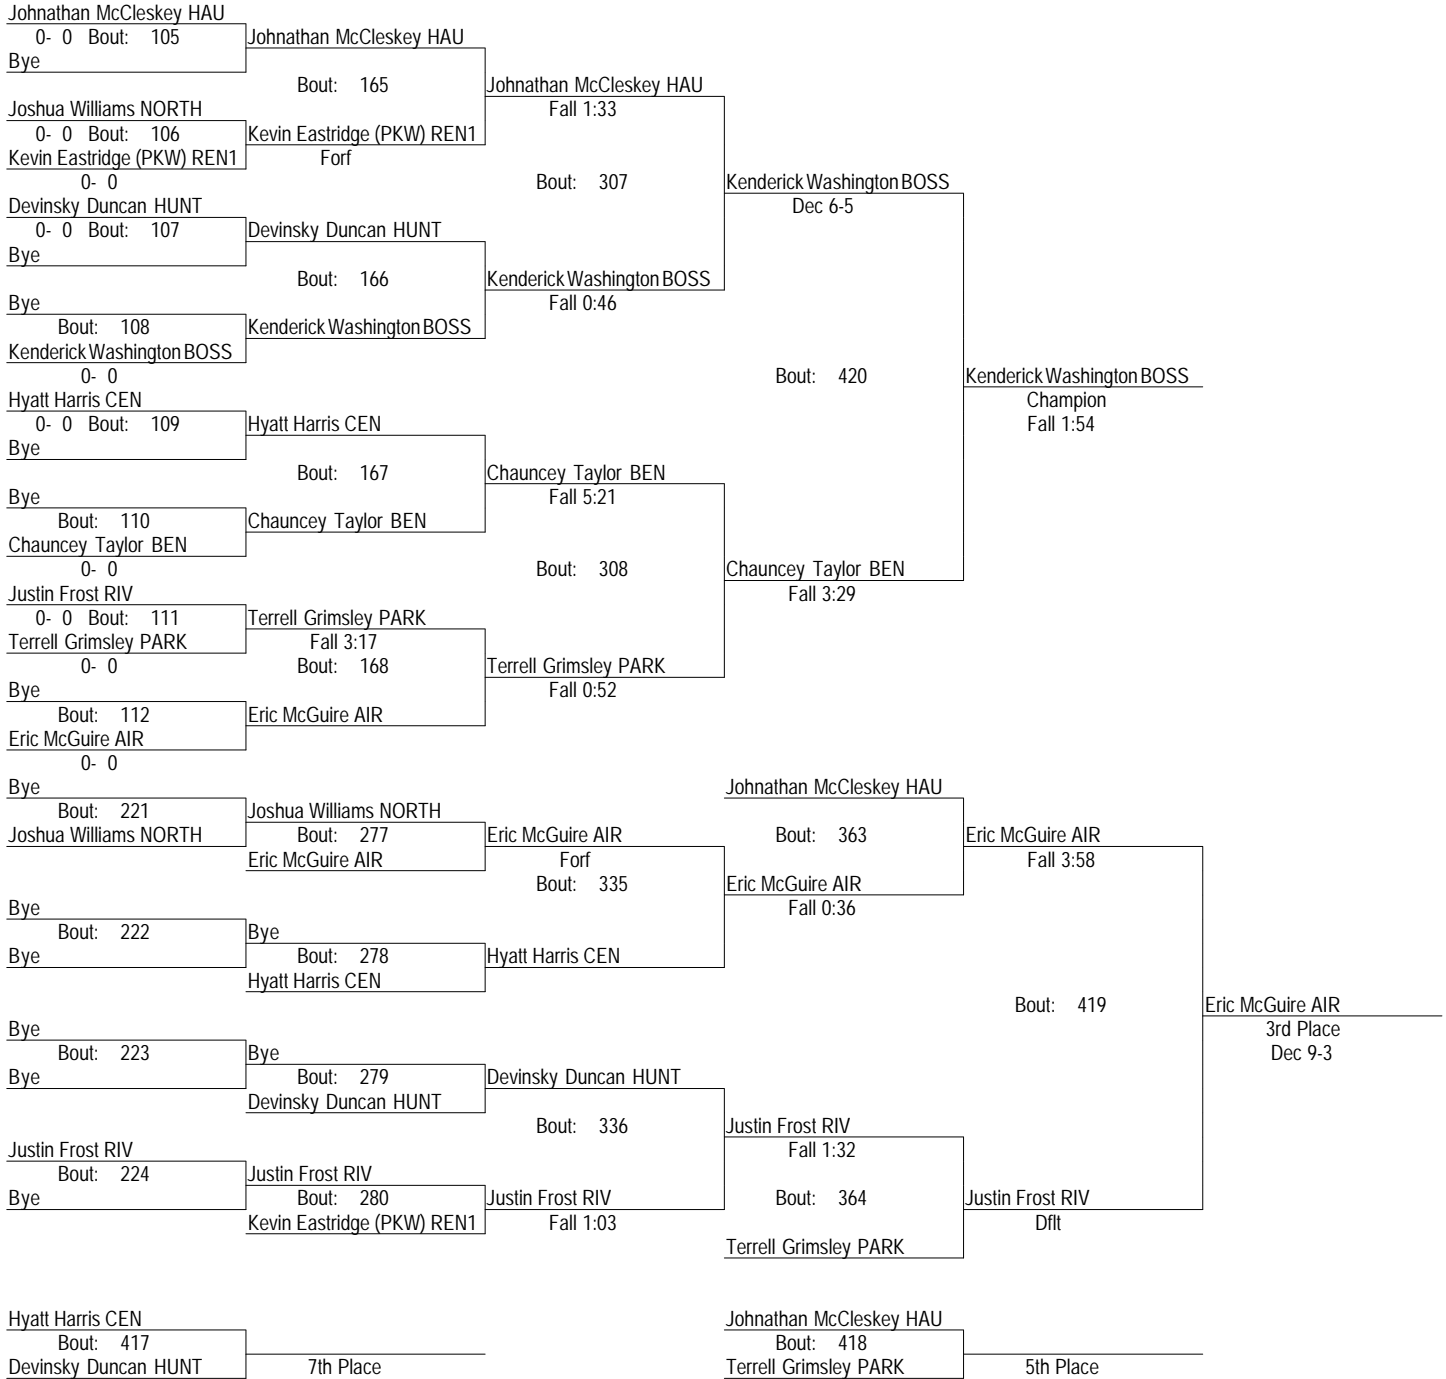 Johnathan McCleskey HAU
0- 0 Bout: 105 Johnathan McCleskey HAU
Bye
Bout: 165 Johnathan McCleskey HAU
Joshua Williams NORTH Fall 1:33
0- 0 Bout: 106 Kevin Eastridge (PKW) REN1
Kevin Eastridge (PKW) REN1 Forf
0- 0 Bout: 307 Kenderick Washington BOSS
Devinsky Duncan HUNT Dec 6-5
0- 0 Bout: 107 Devinsky Duncan HUNT
Bye
Bout: 166 Kenderick Washington BOSS
Bye Fall 0:46
Bout: 108 Kenderick Washington BOSS
Kenderick Washington BOSS
0- 0 Bout: 420 Kenderick Washington BOSS
Hyatt Harris CEN Champion
0- 0 Bout: 109 Hyatt Harris CEN Fall 1:54
Bye
Bout: 167 Chauncey Taylor BEN
Bye Fall 5:21
Bout: 110 Chauncey Taylor BEN
Chauncey Taylor BEN
0- 0 Bout: 308 Chauncey Taylor BEN
Justin Frost RIV Fall 3:29
0- 0 Bout: 111 Terrell Grimsley PARK
Terrell Grimsley PARK Fall 3:17
0- 0 Bout: 168 Terrell Grimsley PARK
Bye Fall 0:52
Bout: 112 Eric McGuire AIR
Eric McGuire AIR
0- 0
Bye Johnathan McCleskey HAU
Bout: 221 Joshua Williams NORTH
Joshua Williams NORTH Bout: 277 Eric McGuire AIR Bout: 363 Eric McGuire AIR
Eric McGuire AIR Forf Fall 3:58
Bout: 335 Eric McGuire AIR
Bye Fall 0:36
Bout: 222 Bye
Bye Bout: 278 Hyatt Harris CEN
Hyatt Harris CEN
Bout: 419 Eric McGuire AIR
Bye 3rd Place
Bout: 223 Bye Dec 9-3
Bye Bout: 279 Devinsky Duncan HUNT
Devinsky Duncan HUNT
Bout: 336 Justin Frost RIV
Justin Frost RIV Fall 1:32
Bout: 224 Justin Frost RIV
Bye Bout: 280 Justin Frost RIV Bout: 364 Justin Frost RIV
Kevin Eastridge (PKW) REN1 Fall 1:03 Dflt
Terrell Grimsley PARK
Hyatt Harris CEN Johnathan McCleskey HAU
Bout: 417 Bout: 418
Devinsky Duncan HUNT 7th Place Terrell Grimsley PARK 5th Place